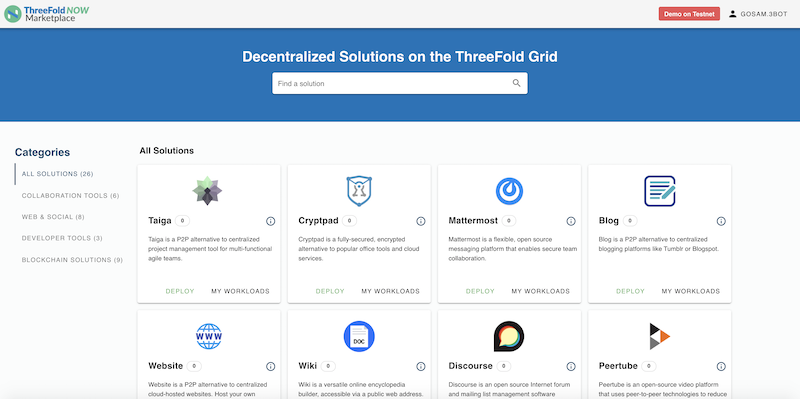 ThreeFold NOW
Marketplace
Demo on Testnet
GOSAM.3BOT
Decentralized Solutions on the ThreeFold Grid
Find a solution
Categories
ALL SOLUTIONS (26)
COLLABORATION TOOLS (6)
WEB & SOCIAL (8)
DEVELOPER TOOLS (3)
BLOCKCHAIN SOLUTIONS (9)
All Solutions
Taiga 0
Taiga is a P2P alternative to centralized
project management tool for multi-functional
agile teams.
DEPLOY MY WORKLOADS
Cryptpad 0
Cryptpad is a fully-secured, encrypted
alternative to popular office tools and cloud
services.
DEPLOY MY WORKLOADS
Mattermost 0
Mattermost is a flexible, open source
messaging platform that enables secure team
collaboration.
DEPLOY MY WORKLOADS
Blog 0
Blog is a P2P alternative to centralized
blogging platforms like Tumblr or Blogspot.
DEPLOY MY WORKLOADS
WWW
Website 0
Website is a P2P alternative to centralized
cloud-hosted websites. Host your own
DOC
Wiki 0
Wiki is a versatile online encyclopedia
builder, accessible via a public web address.
Discourse 0
Discourse is an open source Internet forum
and mailing list management software
Peertube 0
Peertube is an open-source video platform
that uses peer-to-peer technologies to reduce